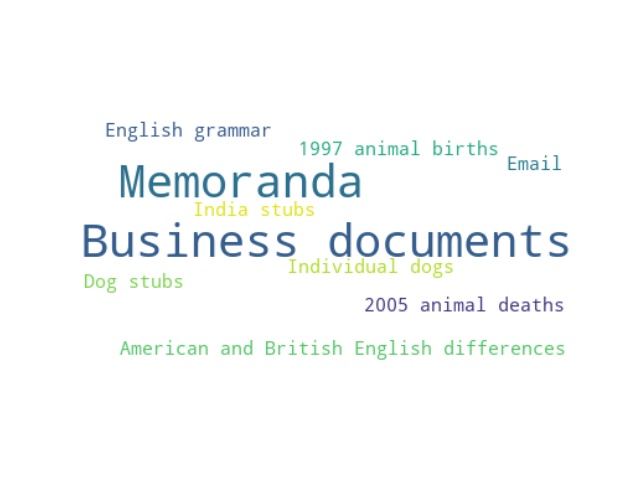 English grammar
1997 animal births
Email
Memoranda
India stubs
Business documents
Individual dogs
Dog stubs
2005 animal deaths
American and British English differences